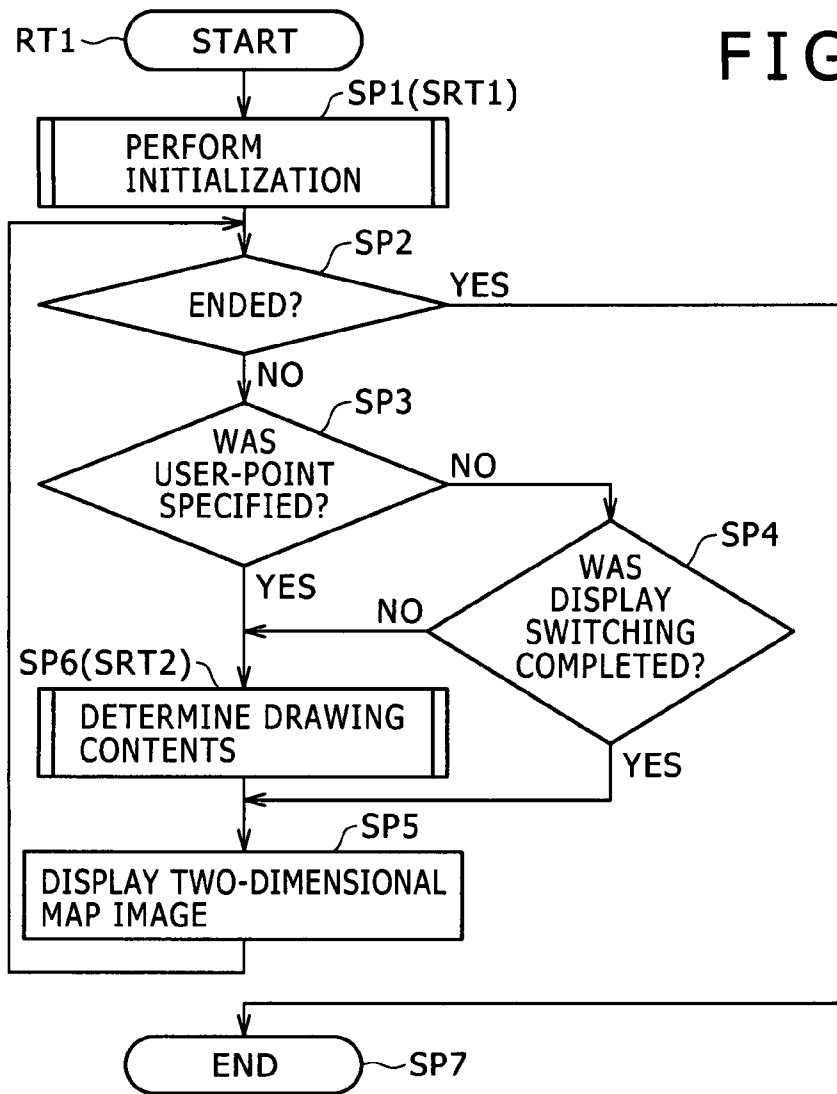 RT1
START
FIG
SP1(SRT1)
PERFORM
INITIALIZATION
SP2
ENDED?
YES
NO
SP3
WAS
USER-POINT
SPECIFIED?
NO
YES
SP4
WAS
DISPLAY
SWITCHING
COMPLETED?
NO
YES
SP6(SRT2)
DETERMINE DRAWING
CONTENTS
SP5
DISPLAY TWO-DIMENSIONAL
MAP IMAGE
END
SP7